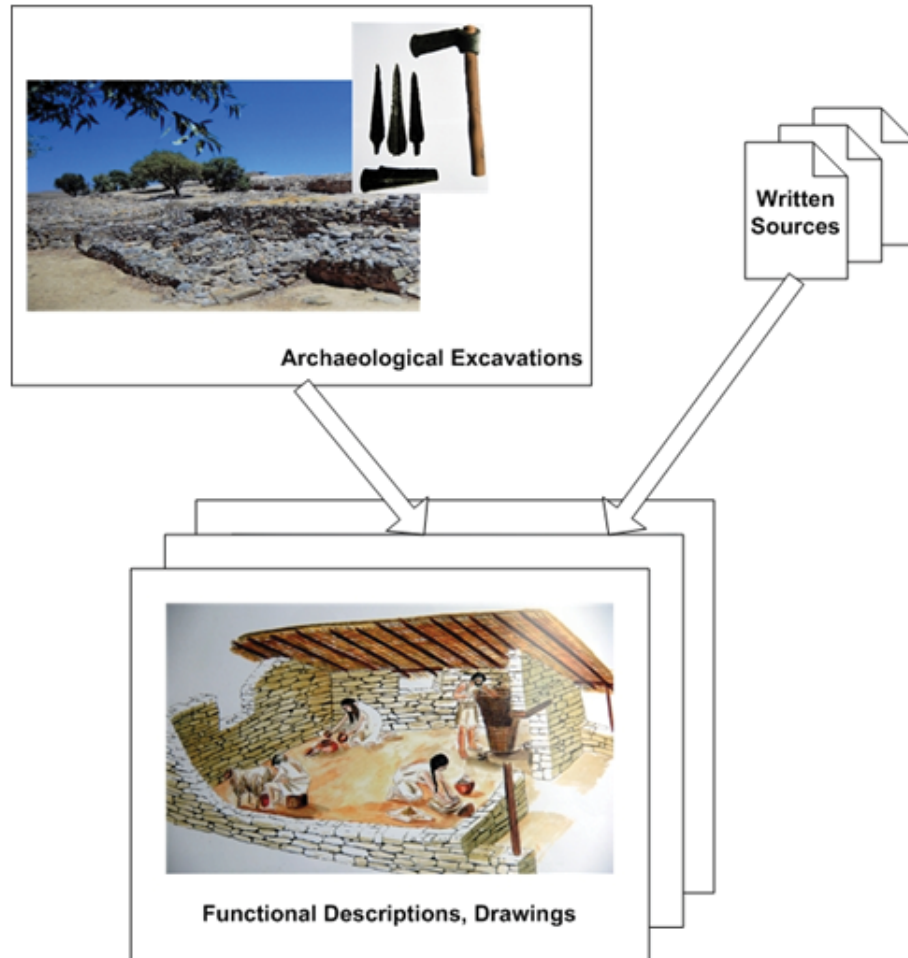 Archaeological Excavations
Written
Sources
Functional Descriptions, Drawings